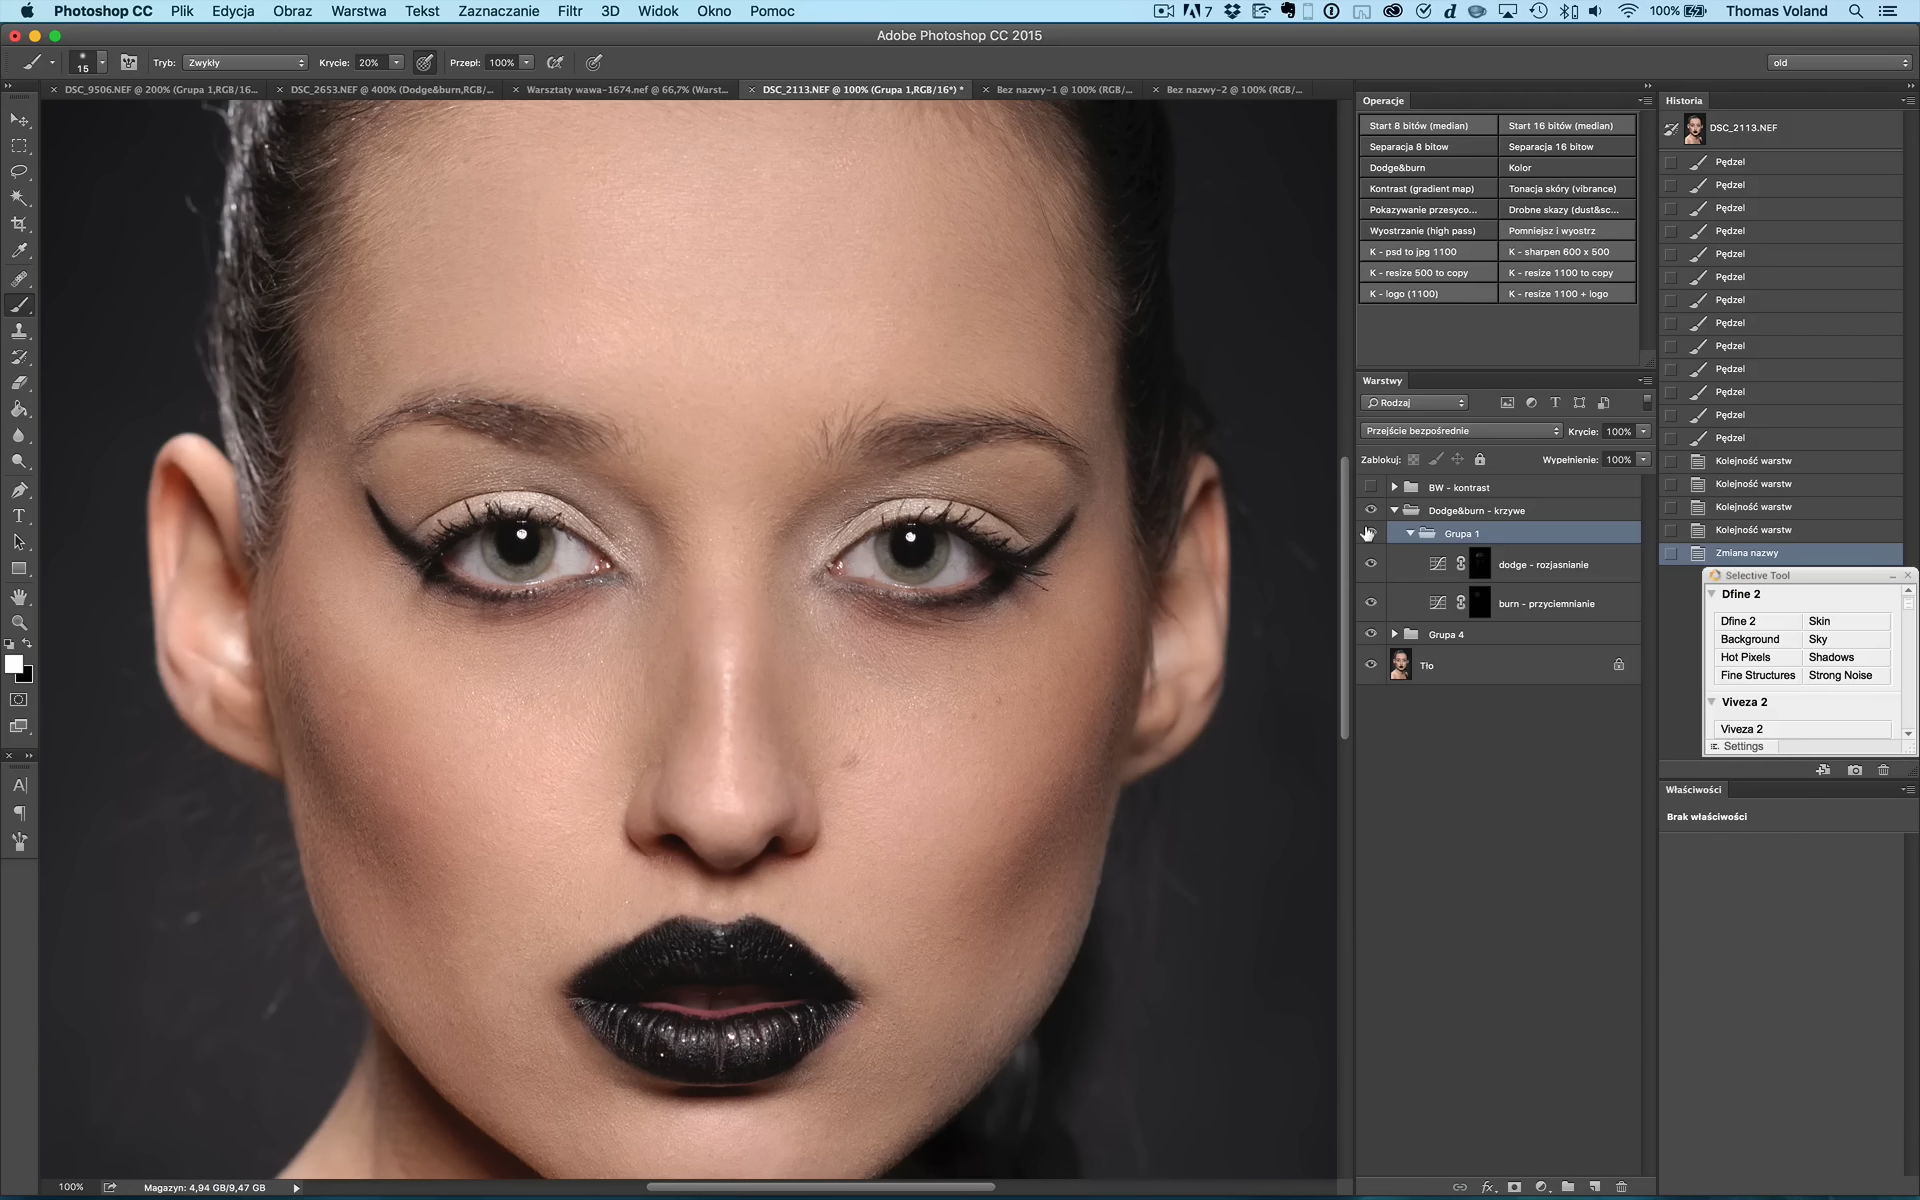 Photoshop CC Plik Edycja Obraz Warstwa Tekst Zaznaczanie Filtr 3D Widok Okno Pomoc 7 100% Thomas Voland
Adobe Photoshop CC 2015
15 Tryb: Zwykły Krycie: 20% Przepł: 100% old
DSC_9506.NEF @ 200% (Grupa 1,RGB/16... DSC_2653.NEF @ 400% (Dodge&burn,RGB/... Warsztaty wawa-1674.nef @ 66,7% (Warst... DSC_2113.NEF @ 100% (Grupa 1,RGB/16*) * Bez nazwy-1 @ 100% (RGB/... Bez nazwy-2 @ 100% (RGB/...
Operacje
Start 8 bitów (median) Start 16 bitów (median)
Separacja 8 bitow Separacja 16 bitow
Dodge&burn Kolor
Kontrast (gradient map) Tonacja skóry (vibrance)
Pokazywanie przesyco... Drobne skazy (dust&sc...
Wyostrzanie (high pass) Pomniejsz i wyostrz
K - psd to jpg 1100 K - sharpen 600 x 500
K - resize 500 to copy K - resize 1100 to copy
K - logo (1100) K - resize 1100 + logo
Warstwy
Rodzaj
Przejście bezpośrednie Krycie: 100%
Zablokuj: Wypełnienie: 100%
BW - kontrast
Dodge&burn - krzywe
Grupa 1
dodge - rozjasnianie
burn - przyciemnianie
Grupa 4
Tło
Historia
DSC_2113.NEF
Pędzel
Pędzel
Pędzel
Pędzel
Pędzel
Pędzel
Pędzel
Pędzel
Pędzel
Pędzel
Pędzel
Pędzel
Pędzel
Kolejność warstw
Kolejność warstw
Kolejność warstw
Kolejność warstw
Zmiana nazwy
Selective Tool
Dfine 2
Dfine 2 Skin
Background Sky
Hot Pixels Shadows
Fine Structures Strong Noise
Viveza 2
Viveza 2
Settings
Właściwości
Brak właściwości
100% Magazyn: 4,94 GB/9,47 GB